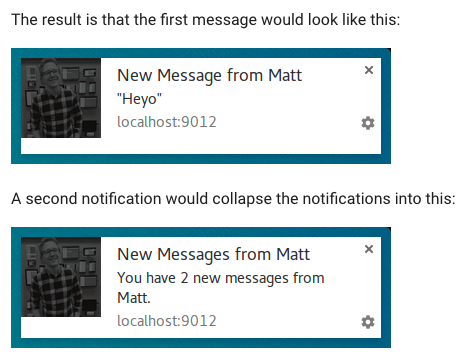 The result is that the first message would look like this:
New Message from Matt
"Heyo"
localhost:9012
A second notification would collapse the notifications into this:
New Messages from Matt
You have 2 new messages from
Matt.
localhost:9012